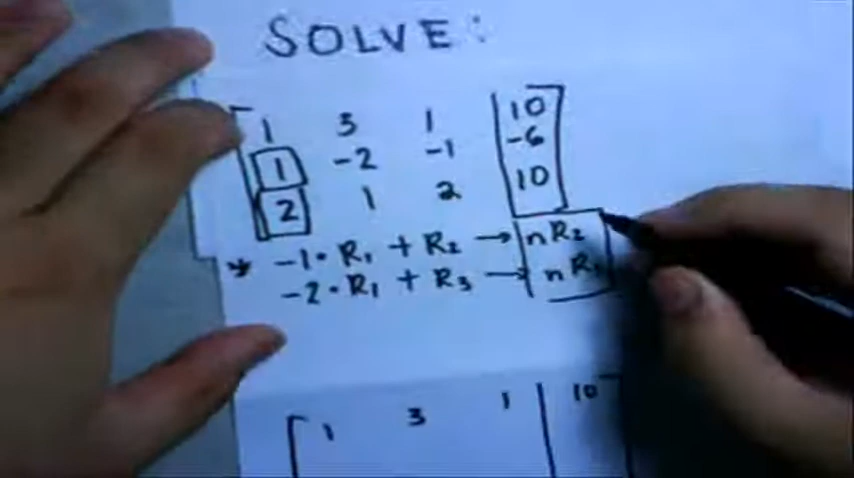 SOLVE:
1 3 1 10
1 -2 -1 -6
2 1 2 10
* -1 · R₁ + R₂ → nR₂
-2 · R₁ + R₃ → nR
1 3 1 10